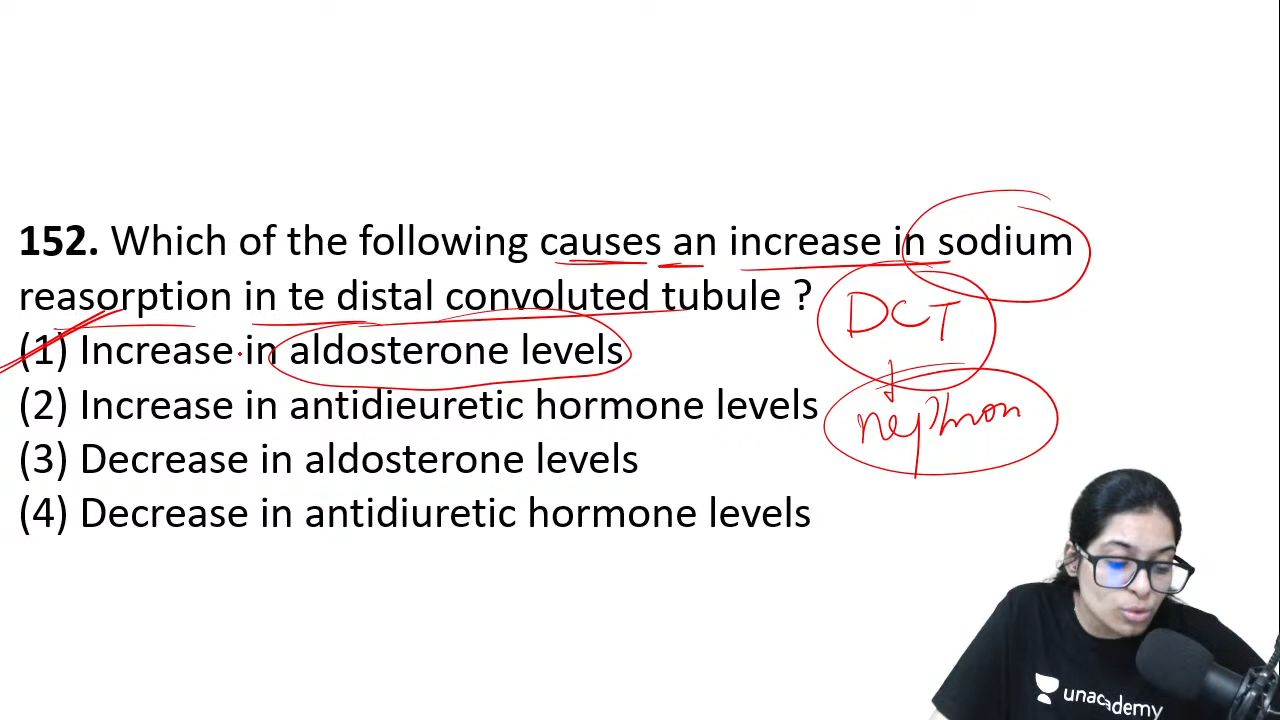 152. Which of the following causes an increase in sodium
reasorption in te distal convoluted tubule ?
(1) Increase in aldosterone levels
(2) Increase in antidieuretic hormone levels
(3) Decrease in aldosterone levels
(4) Decrease in antidiuretic hormone levels
DCT
nephron
unacademy